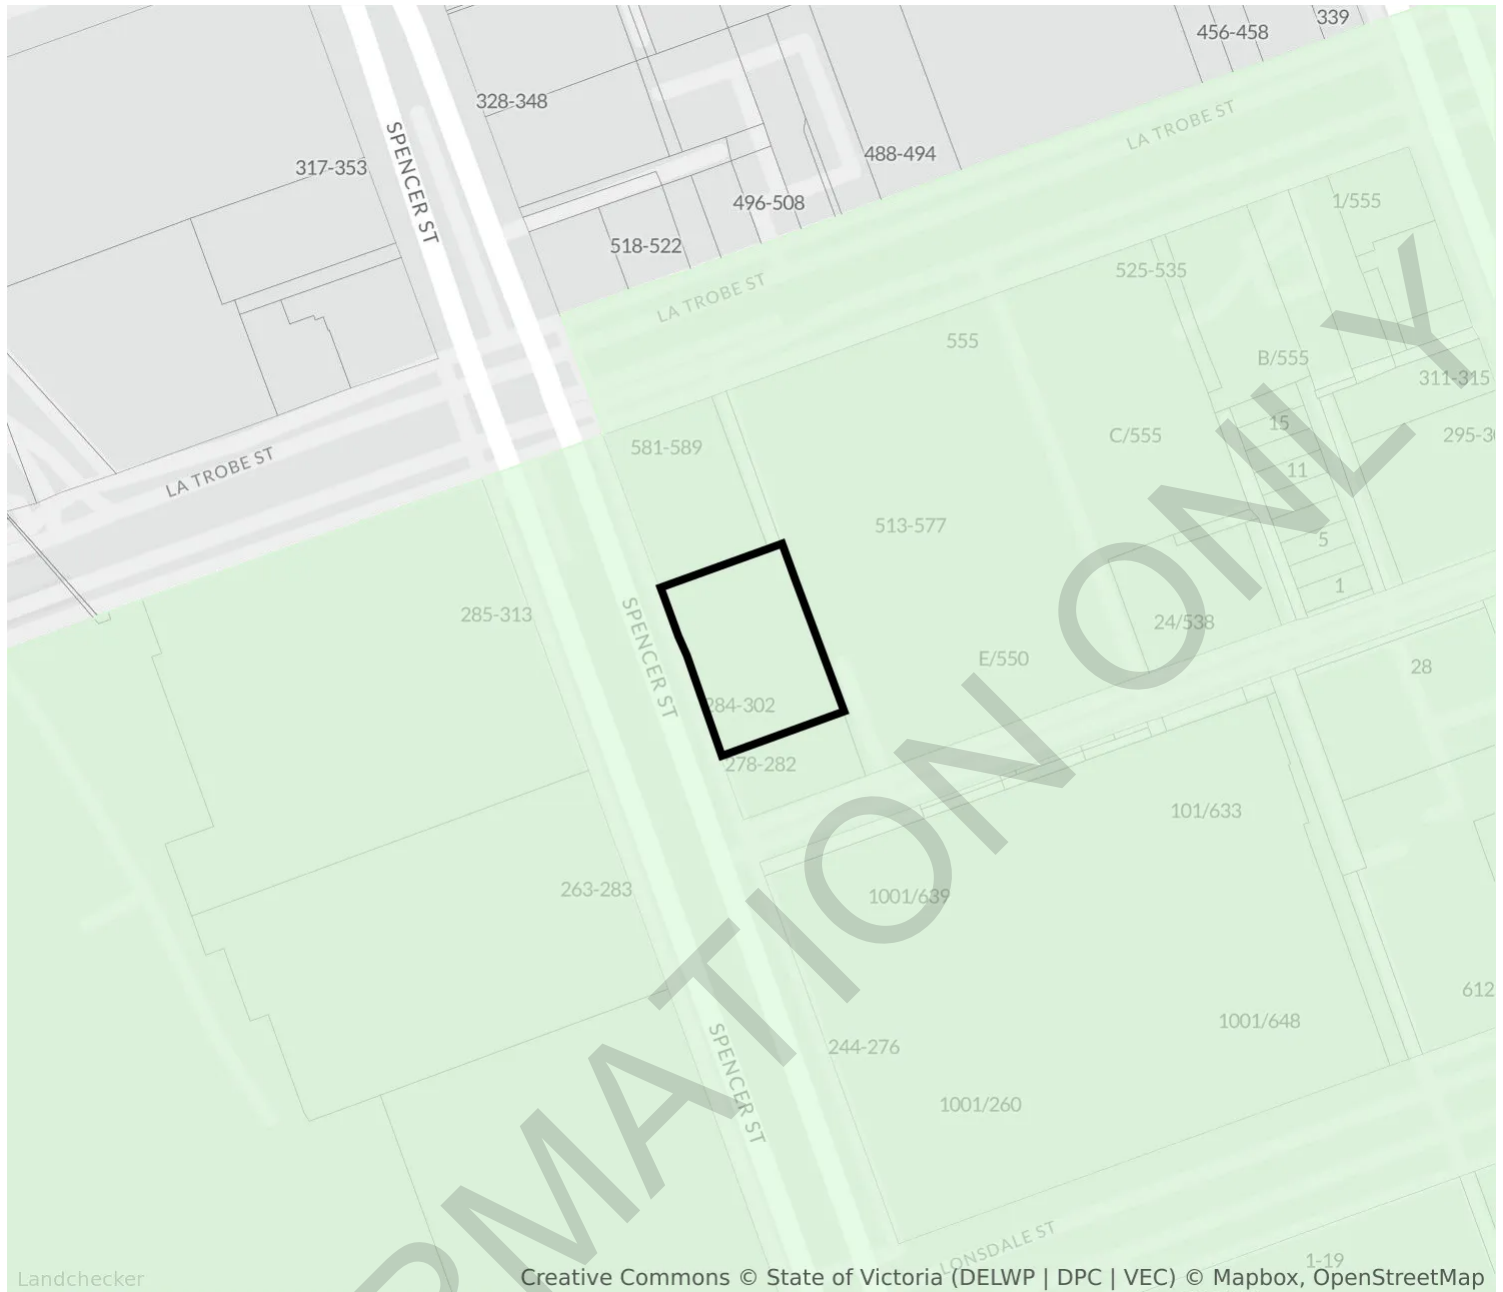 339
456-458
328-348
SPENCER ST
LA TROBE ST
317-353
488-494
496-508
1/555
518-522
525-535
LA TROBE ST
555
B/555
311-315
15
581-589
C/555
LA TROBE ST
11
513-577
5
1
285-313
24/538
SPENCER ST
E/550
28
284-302
278-282
101/633
263-283
1001/639
612
1001/648
SPENCER ST
244-276
1001/260
LONSDALE ST
1-19
RMATION ONLY
Landchecker
Creative Commons © State of Victoria (DELWP | DPC | VEC) © Mapbox, OpenStreetMap